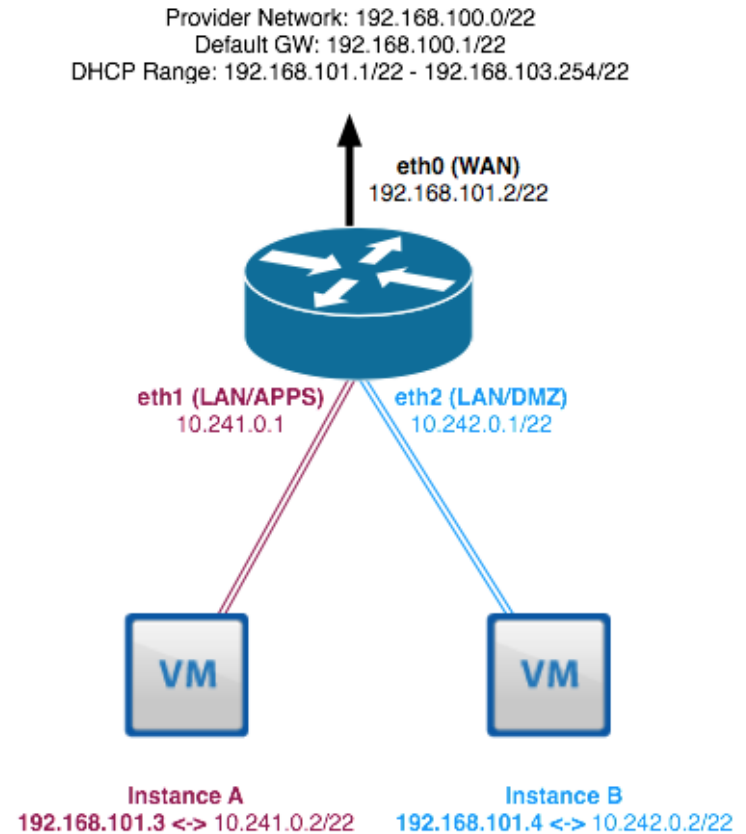 Provider Network: 192.168.100.0/22
Default GW: 192.168.100.1/22
DHCP Range: 192.168.101.1/22 - 192.168.103.254/22
eth0 (WAN)
192.168.101.2/22
eth1 (LAN/APPS)
10.241.0.1
eth2 (LAN/DMZ)
10.242.0.1/22
VM
VM
Instance A
192.168.101.3 <-> 10.241.0.2/22
Instance B
192.168.101.4 <-> 10.242.0.2/22